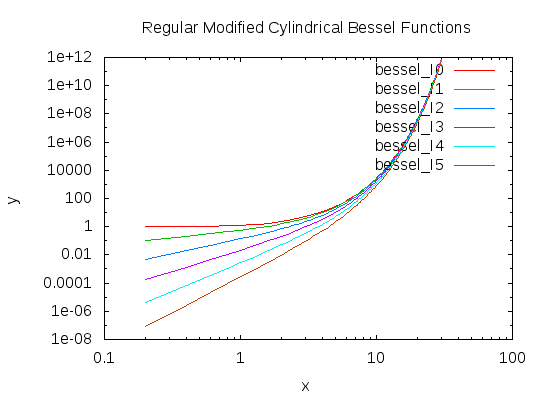 Regular Modified Cylindrical Bessel Functions
1e+12
1e+10
1e+08
1e+06
10000
100
1
0.01
0.0001
1e-06
1e-08
y
bessel_I0
bessel_I1
bessel_I2
bessel_I3
bessel_I4
bessel_I5
0.1
1
10
100
x